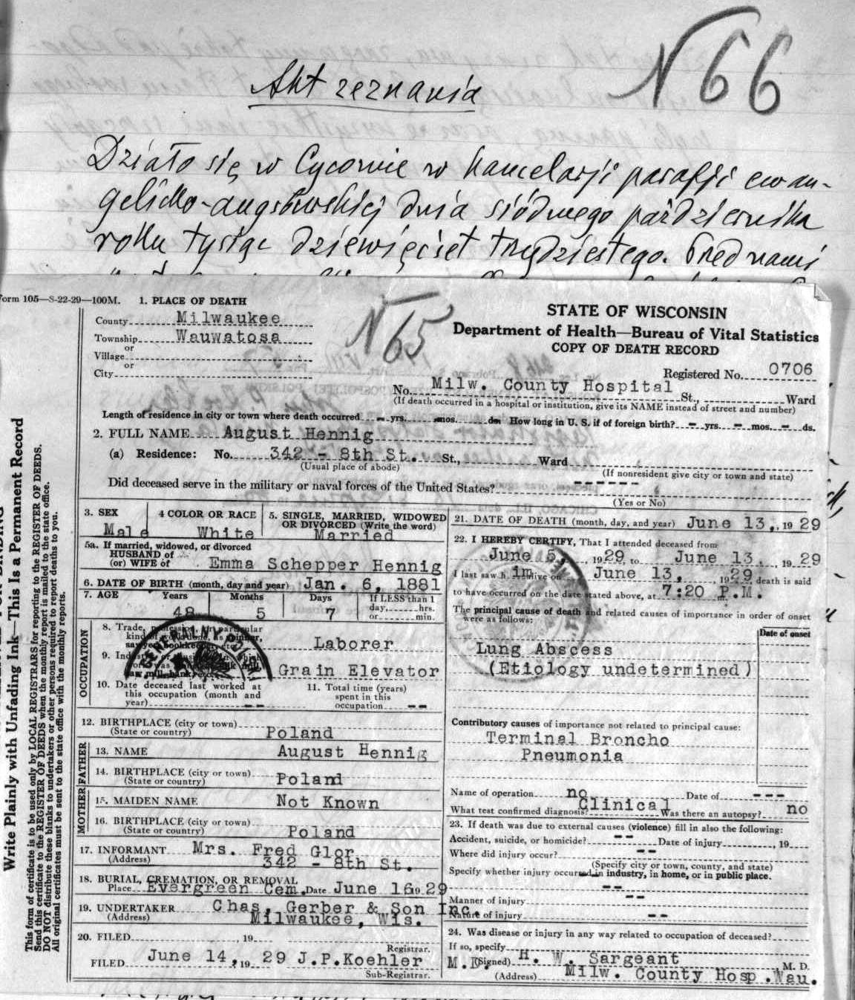 N 66
Akt zeznania
Działo się w Cycowie w kancelarji parafji ewan-
gelicko-augsburskiej dnia siódmego października
roku tysiąc dziewięćset trzydziestego. Przed nami
Form 105—S-22-29—100M. 1. PLACE OF DEATH
County Milwaukee
Township Wauwatosa
or
Village
or
City
N 65
STATE OF WISCONSIN
Department of Health—Bureau of Vital Statistics
COPY OF DEATH RECORD
Registered No. 0706
No. Milw. County Hospital St., Ward
(If death occurred in a hospital or institution, give its NAME instead of street and number)
Length of residence in city or town where death occurred - yrs. - mos. - ds. How long in U. S. if of foreign birth? - yrs. - mos. - ds.
2. FULL NAME August Hennig
(a) Residence: No. 342 - 8th St. St., Ward
(Usual place of abode) (If nonresident give city or town and state)
Did deceased serve in the military or naval forces of the United States? ------
(Yes or No)
3. SEX
Male
4 COLOR OR RACE
White
5. SINGLE, MARRIED, WIDOWED
OR DIVORCED (Write the word)
Married
5a. If married, widowed, or divorced
HUSBAND of
(or) WIFE of Emma Schepper Hennig
6. DATE OF BIRTH (month, day and year) Jan. 6, 1881
7. AGE Years Months Days If LESS than 1
day, hrs.
or min.
48 5 7
OCCUPATION
8. Trade, profession, or particular
kind of work done, as spinner,
sawyer, bookkeeper, etc. Laborer
9. Industry or business in which
Grain Elevator
10. Date deceased last worked at
this occupation (month and
year) --
11. Total time (years)
spent in this
occupation --
12. BIRTHPLACE (city or town)
(State or country) Poland
FATHER
13. NAME August Hennig
14. BIRTHPLACE (city or town)
(State or country) Poland
MOTHER
15. MAIDEN NAME Not Known
16. BIRTHPLACE (city or town)
(State or country) Poland
17. INFORMANT Mrs. Fred Glor
(Address) 342 - 8th St.
18. BURIAL, CREMATION, OR REMOVAL
Place Evergreen Cem. Date June 16 29
19. UNDERTAKER Chas. Gerber & Son Inc.
(Address) Milwaukee, Wis.
20. FILED , 19
Registrar.
FILED June 14, 19 29 J.P.Koehler
Sub-Registrar.
21. DATE OF DEATH (month, day, and year) June 13, 19 29
22. I HEREBY CERTIFY, That I attended deceased from
June 5, 19 29, to June 13, 19 29
I last saw h im alive on June 13, 19 29, death is said
to have occurred on the date stated above, at 7:20 P.M.
The principal cause of death and related causes of importance in order of onset
were as follows:
Date of onset
Lung Abscess
(Etiology undetermined)
Contributory causes of importance not related to principal cause:
Terminal Broncho
Pneumonia
Name of operation no Date of ---
What test confirmed diagnosis? Clinical Was there an autopsy? no
23. If death was due to external causes (violence) fill in also the following:
Accident, suicide, or homicide? -- Date of injury , 19
Where did injury occur? --
(Specify city or town, county, and state)
Specify whether injury occurred in industry, in home, or in public place.
--
Manner of injury --
Nature of injury --
24. Was disease or injury in any way related to occupation of deceased?
If so, specify
(Signed) H. W. Sargeant M. D.
(Address) Milw. County Hosp .Wau.
Write Plainly with Unfading Ink—This Is a Permanent Record
This form of certificate is to be used only by LOCAL REGISTRARS for reporting to the REGISTER OF DEEDS.
Send this certificate to the REGISTER OF DEEDS when the monthly report is mailed to the state office.
DO NOT distribute these blanks to undertakers or other persons required to report deaths to you.
All original certificates must be sent to the state office with the monthly reports.